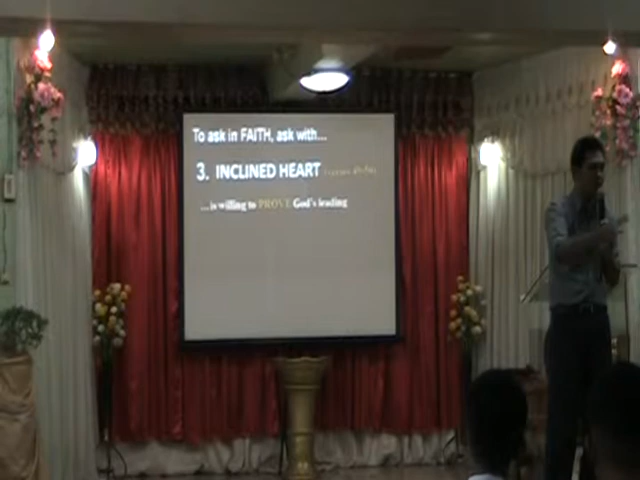 To ask in FAITH, ask with...
3. INCLINED HEART
...is willing to PROVE God's leading